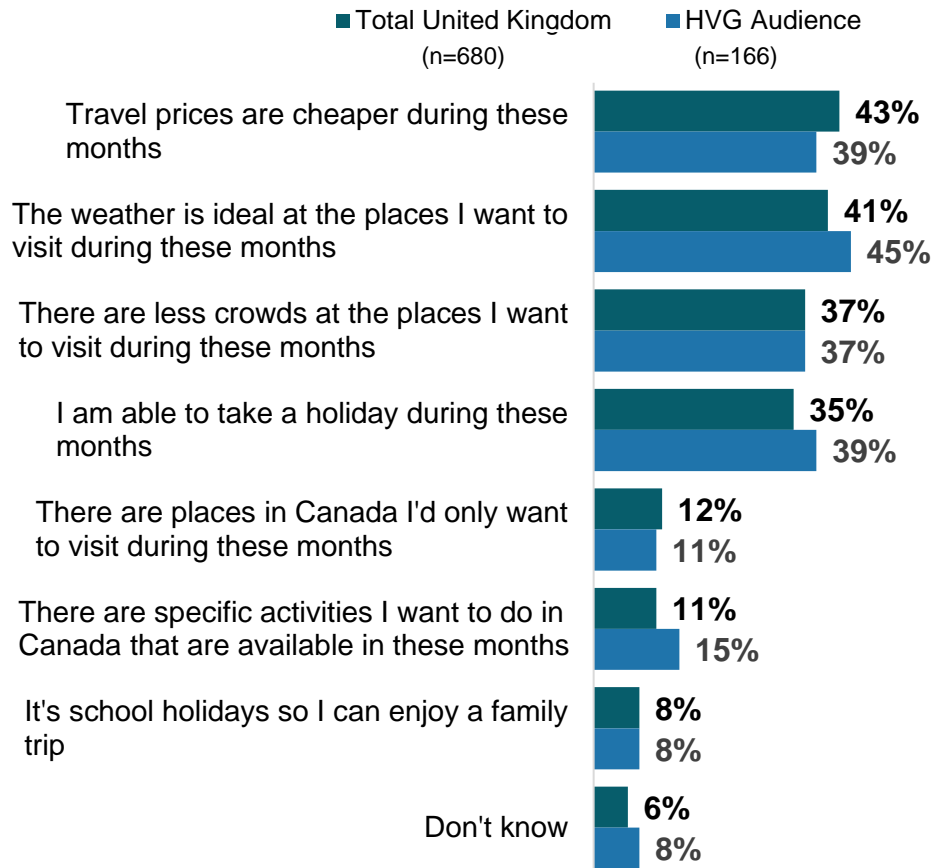 Total United Kingdom HVG Audience
(n=680) (n=166)
Travel prices are cheaper during these
months
43%
39%
The weather is ideal at the places I want to
visit during these months
41%
45%
There are less crowds at the places I want
to visit during these months
37%
37%
I am able to take a holiday during these
months
35%
39%
There are places in Canada I'd only want
to visit during these months
12%
11%
There are specific activities I want to do in
Canada that are available in these months
11%
15%
It's school holidays so I can enjoy a family
trip
8%
8%
Don't know
6%
8%